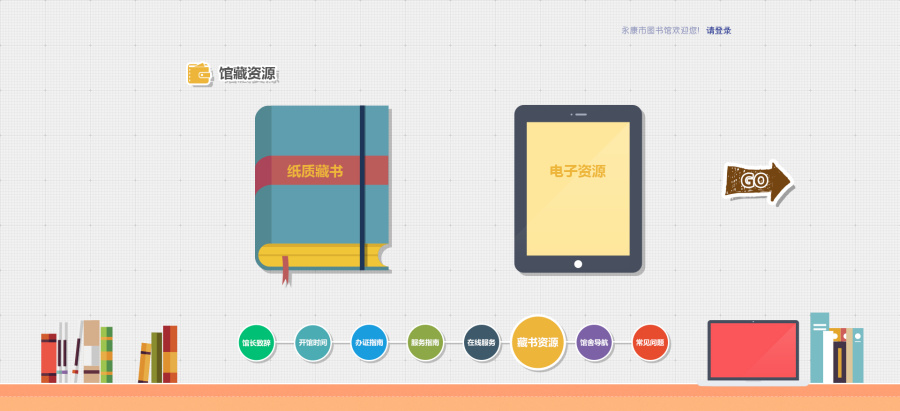 永康市图书馆欢迎您! 请登录
馆藏资源
纸质藏书
电子资源
GO
馆长致辞
开馆时间
办证指南
服务指南
在线服务
藏书资源
馆舍导航
常见问题